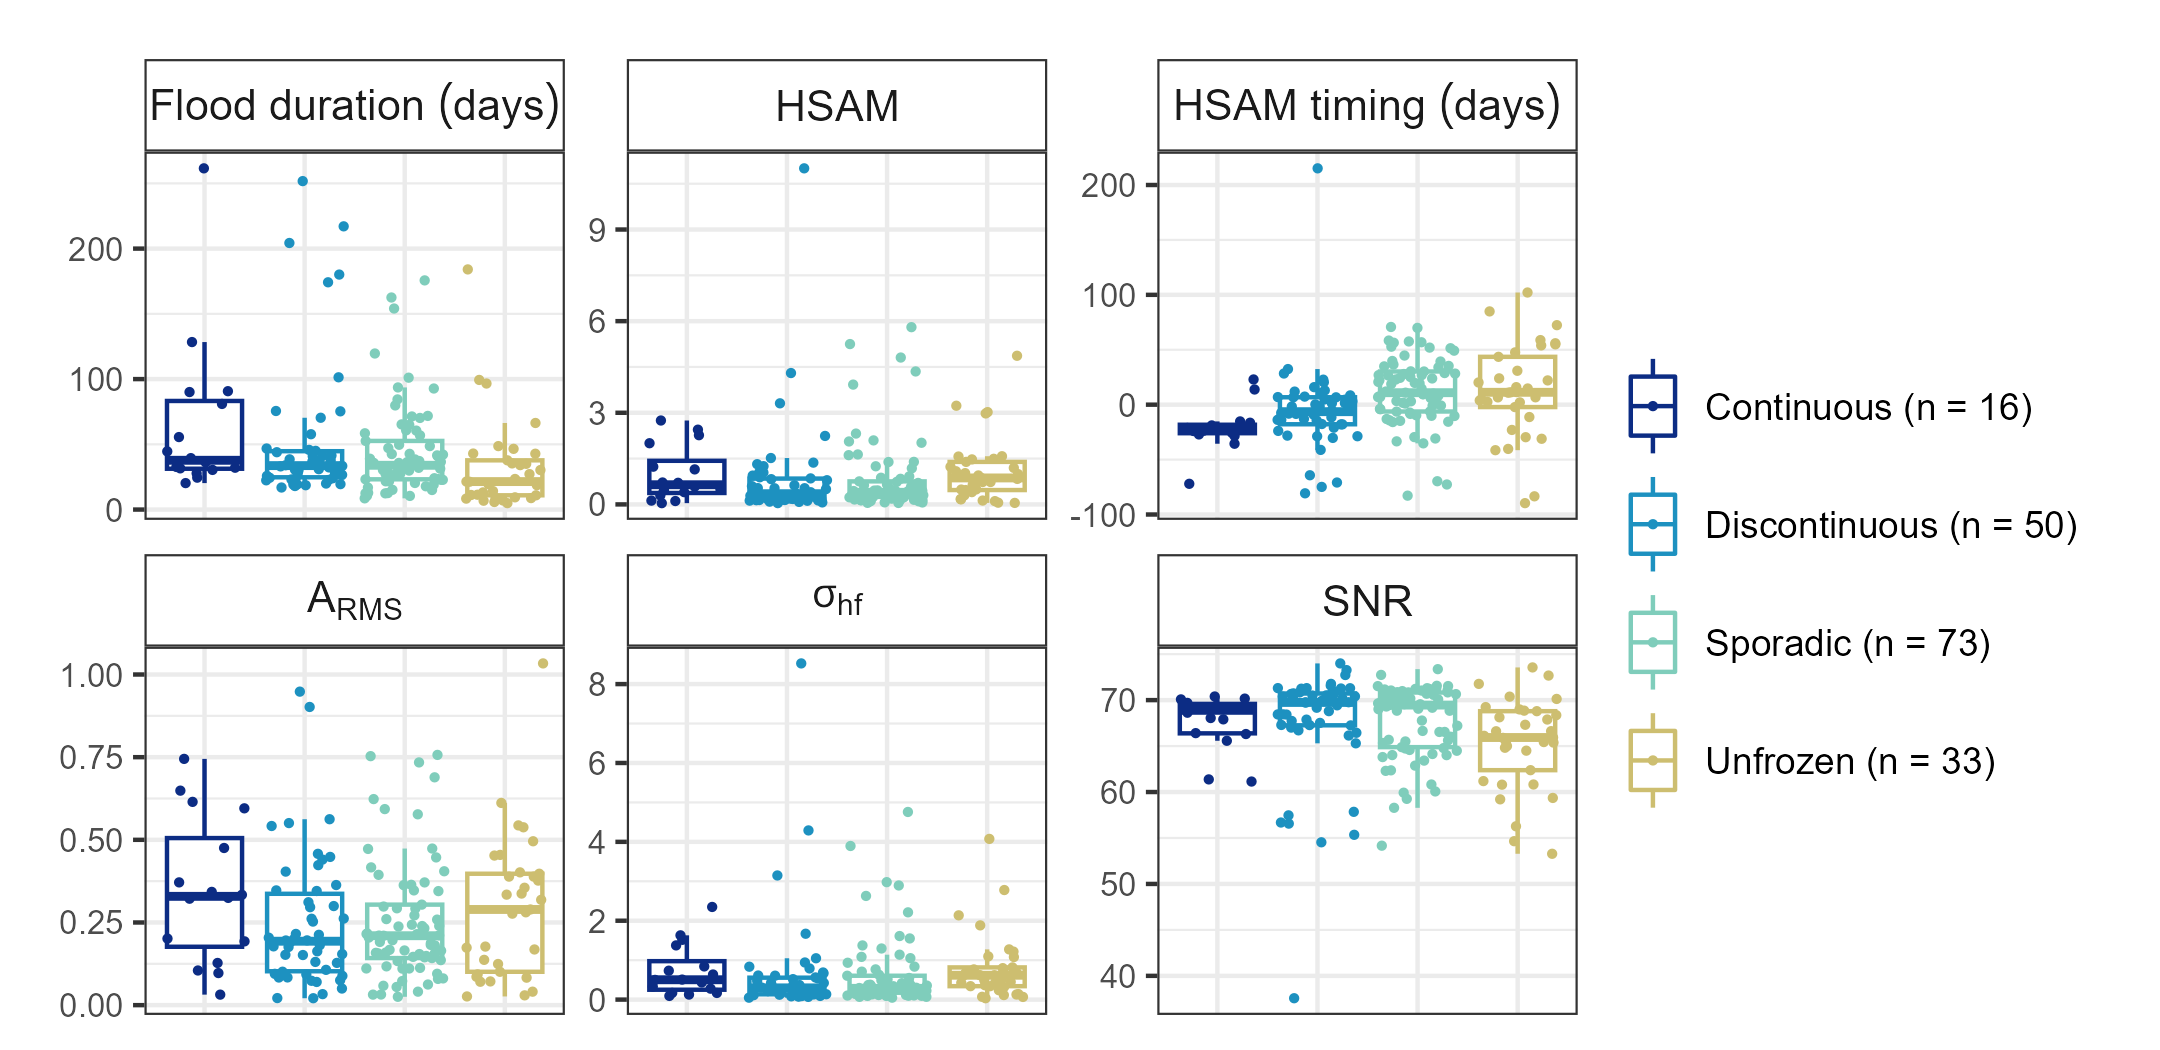 Flood duration (days)
HSAM
HSAM timing (days)
200
100
0
9
6
3
0
200
100
0
-100
A_RMS
σ_hf
SNR
1.00
0.75
0.50
0.25
0.00
8
6
4
2
0
70
60
50
40
Continuous (n = 16)
Discontinuous (n = 50)
Sporadic (n = 73)
Unfrozen (n = 33)